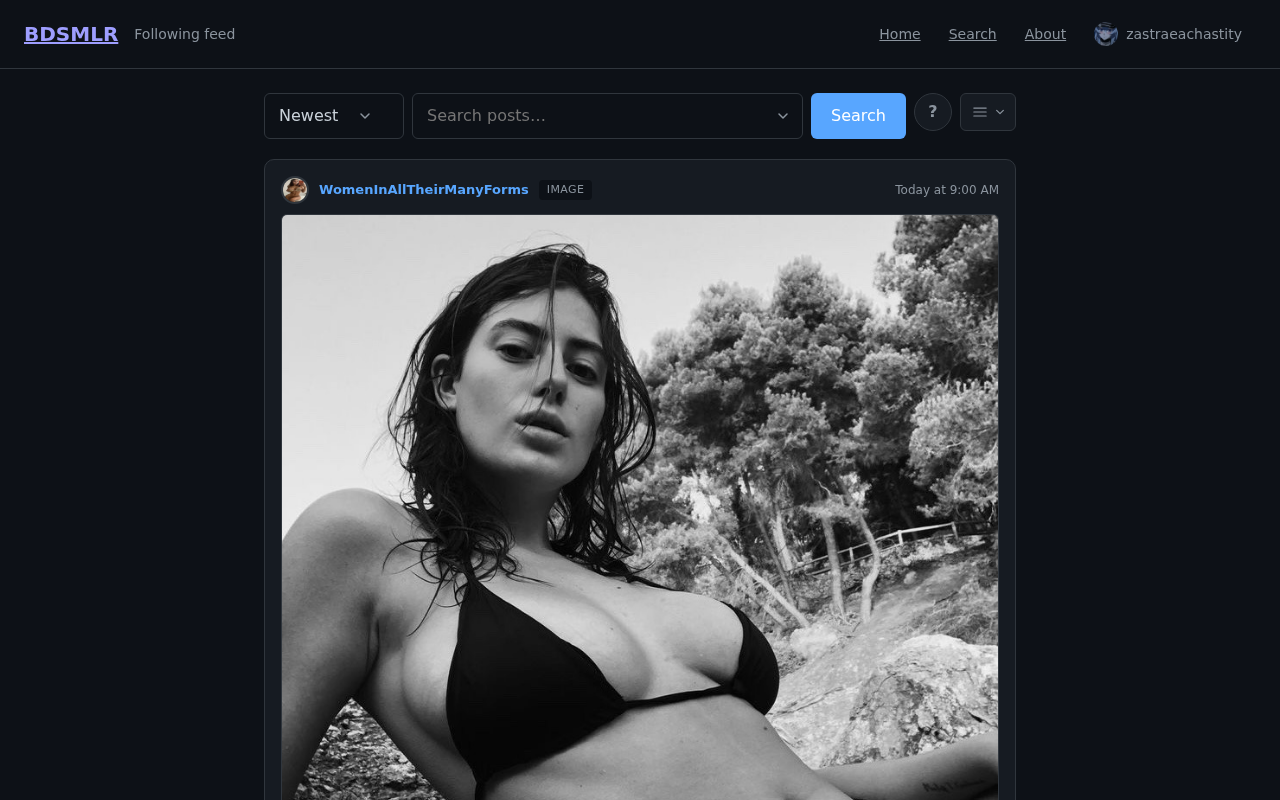 BDSMLR Following feed Home Search About zastraeachastity
Newest Search posts... Search ?
WomenInAllTheirManyForms IMAGE Today at 9:00 AM